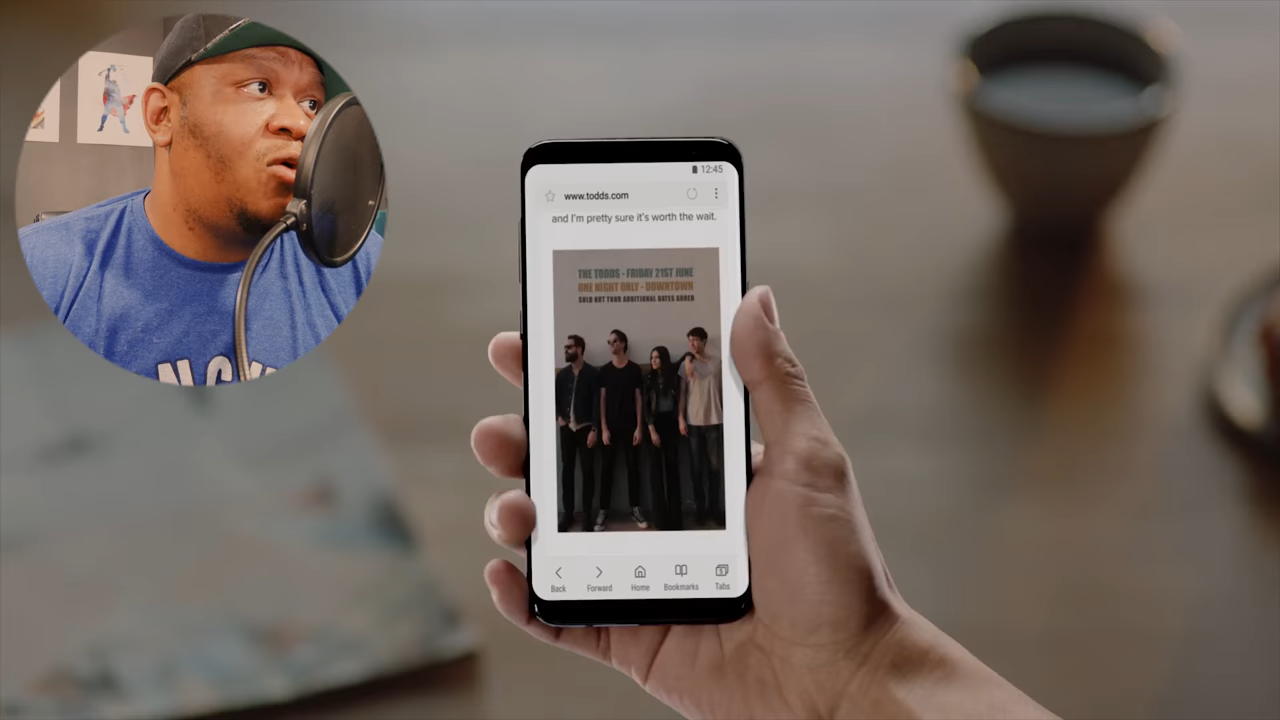 12:45
www.todds.com
and I'm pretty sure it's worth the wait.
THE TODDS - FRIDAY 21ST JUNE
ONE NIGHT ONLY - DOWNTOWN
SOLD OUT TOUR ADDITIONAL DATES ADDED
Back Forward Home Bookmarks Tabs